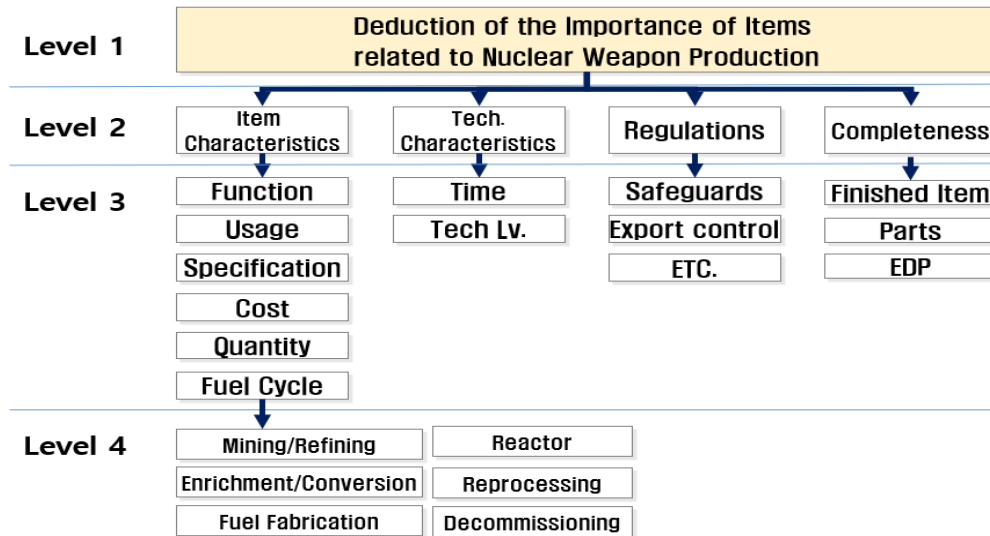 Level 1
Deduction of the Importance of Items
related to Nuclear Weapon Production
Level 2
Item
Characteristics
Tech.
Characteristics
Regulations
Completeness
Level 3
Function
Usage
Specification
Cost
Quantity
Fuel Cycle
Time
Tech Lv.
Safeguards
Export control
ETC.
Finished Item
Parts
EDP
Level 4
Mining/Refining
Enrichment/Conversion
Fuel Fabrication
Reactor
Reprocessing
Decommissioning